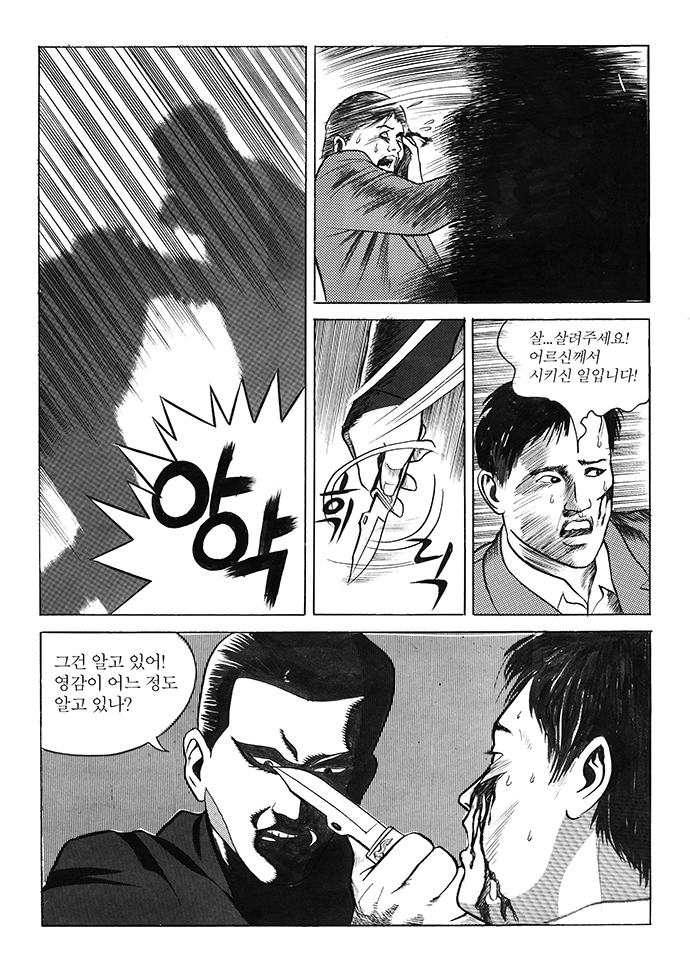 아악
휘릭
살...살려주세요!
어르신께서
시키신 일입니다!
그건 알고 있어!
영감이 어느 정도
알고 있나?